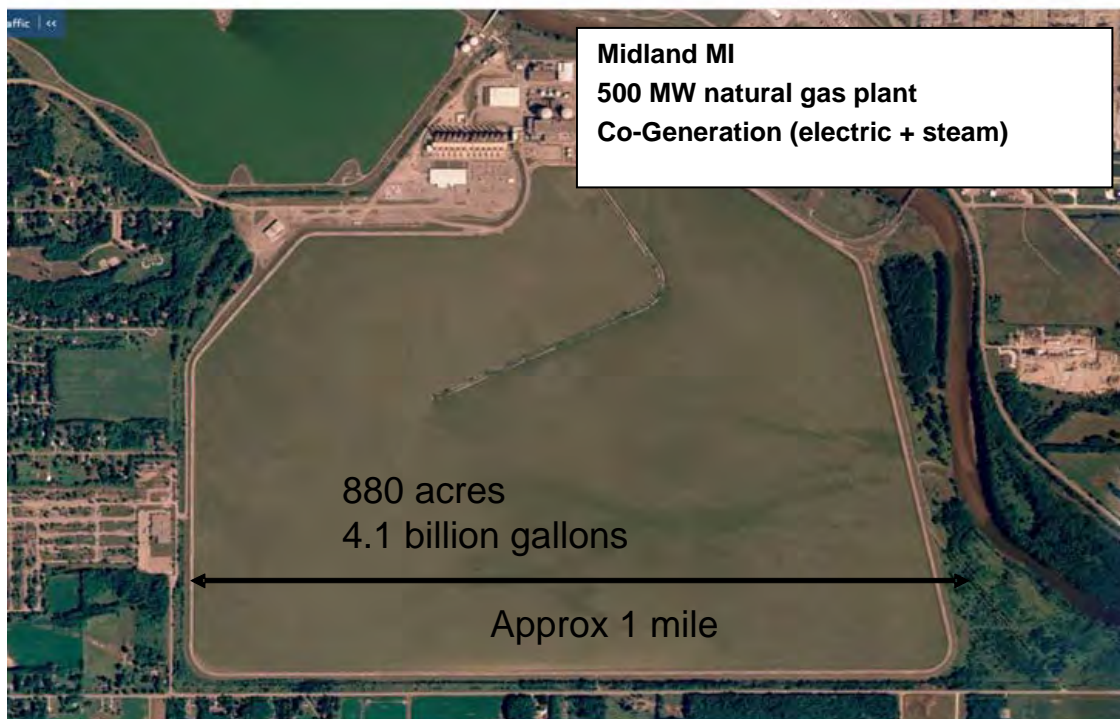 affic | <<
Midland MI
500 MW natural gas plant
Co-Generation (electric + steam)
880 acres
4.1 billion gallons
Approx 1 mile